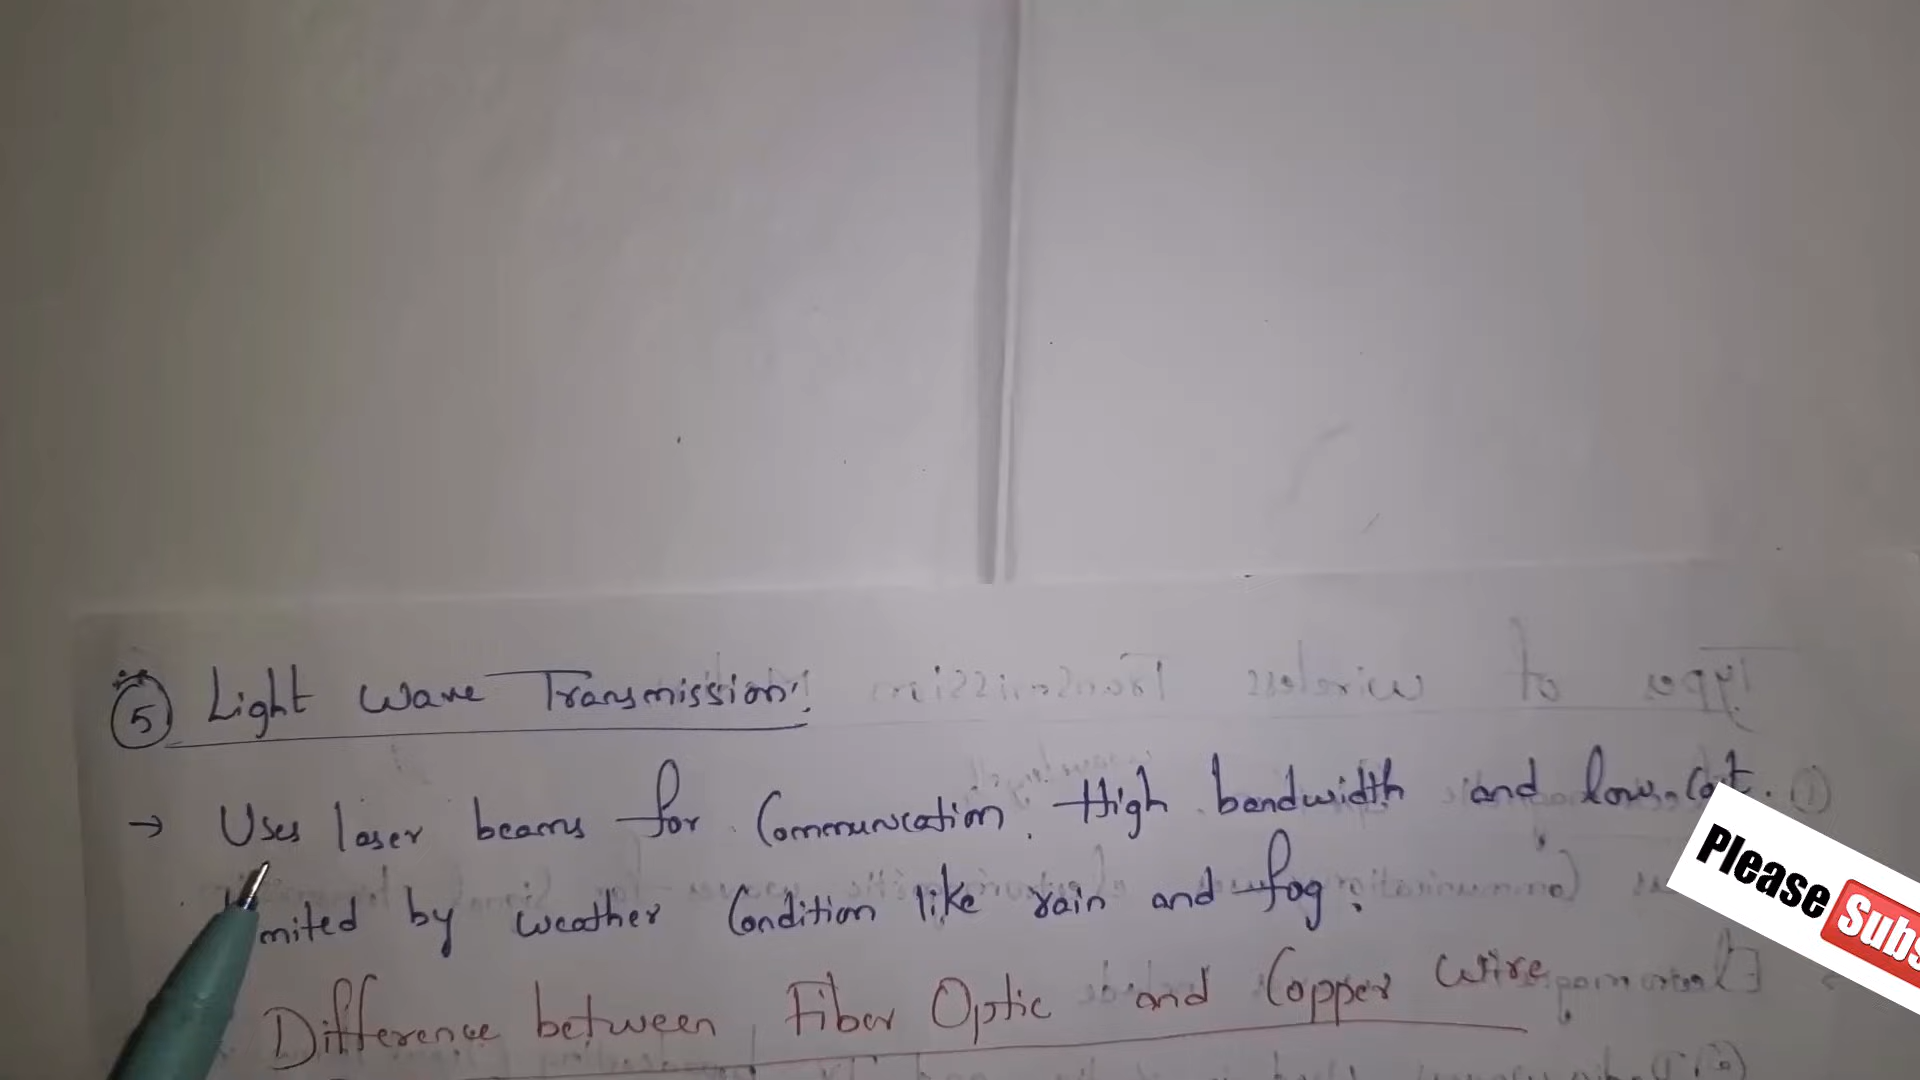 5 Light Wave Transmission:
→ Uses laser beams for Communication. High bandwidth and low cost.
mited by weather Condition like rain and fog.
Difference between Fiber Optic and Copper Wire
Please
Subs